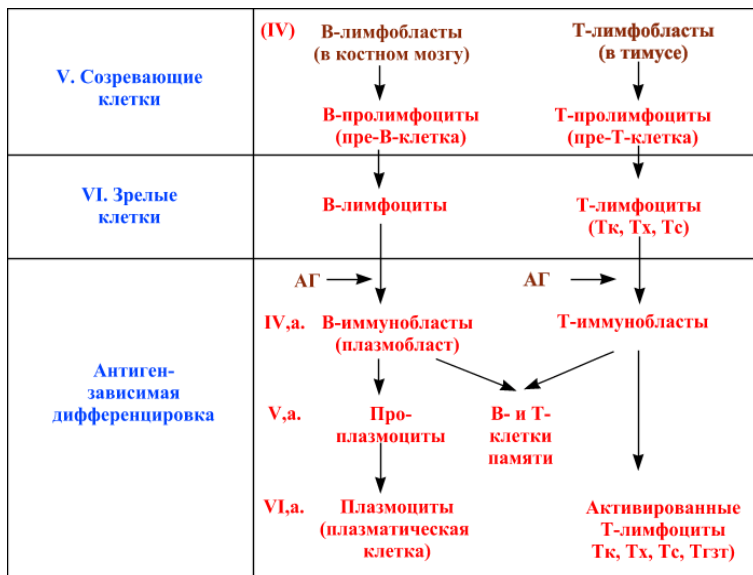 (IV)
В-лимфобласты
(в костном мозгу)
Т-лимфобласты
(в тимусе)
V. Созревающие
клетки
В-пролимфоциты
(пре-В-клетка)
Т-пролимфоциты
(пре-Т-клетка)
VI. Зрелые
клетки
В-лимфоциты
Т-лимфоциты
(Тк, Тх, Тс)
АГ
АГ
Антиген-
зависимая
дифференцировка
IV,а.
В-иммунобласты
(плазмобласт)
Т-иммунобласты
V,а.
Про-
плазмоциты
В- и Т-
клетки
памяти
VI,а.
Плазмоциты
(плазматическая
клетка)
Активированные
Т-лимфоциты
Тк, Тх, Тс, Тгзт)